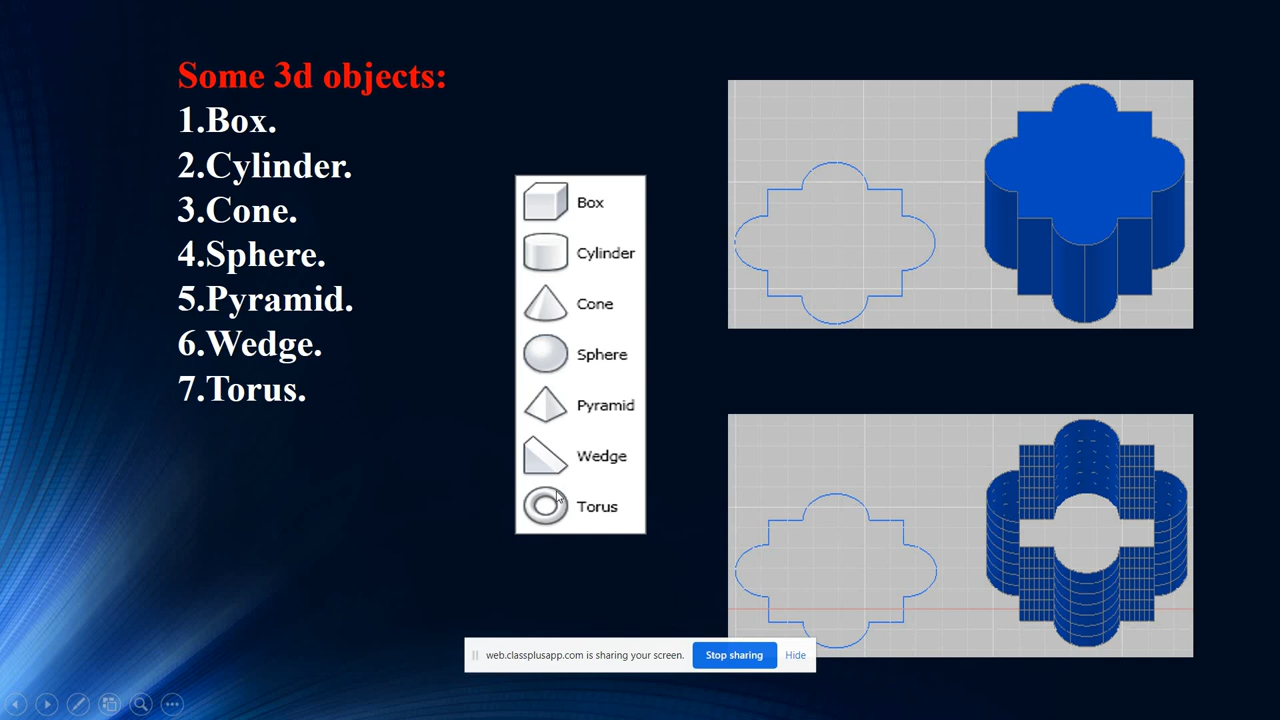 Some 3d objects:
1.Box.
2.Cylinder.
3.Cone.
4.Sphere.
5.Pyramid.
6.Wedge.
7.Torus.
Box
Cylinder
Cone
Sphere
Pyramid
Wedge
Torus
web.classplusapp.com is sharing your screen.
Stop sharing
Hide